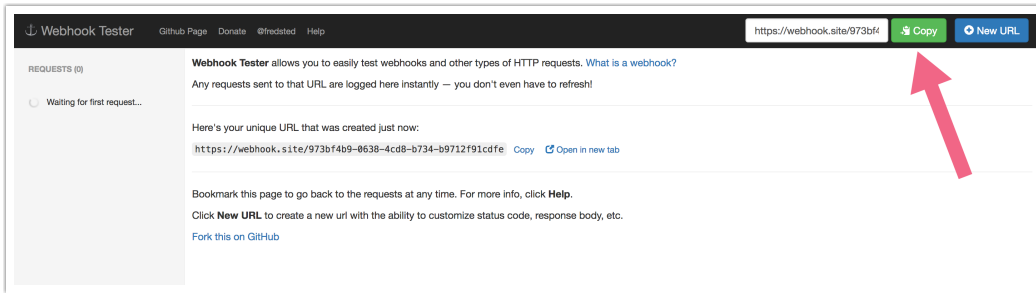 Webhook Tester Github Page Donate @fredsted Help https://webhook.site/973bf4 Copy New URL
REQUESTS (0)
Waiting for first request...
Webhook Tester allows you to easily test webhooks and other types of HTTP requests. What is a webhook?
Any requests sent to that URL are logged here instantly — you don't even have to refresh!
Here's your unique URL that was created just now:
https://webhook.site/973bf4b9-0638-4cd8-b734-b9712f91cdfe Copy Open in new tab
Bookmark this page to go back to the requests at any time. For more info, click Help.
Click New URL to create a new url with the ability to customize status code, response body, etc.
Fork this on GitHub